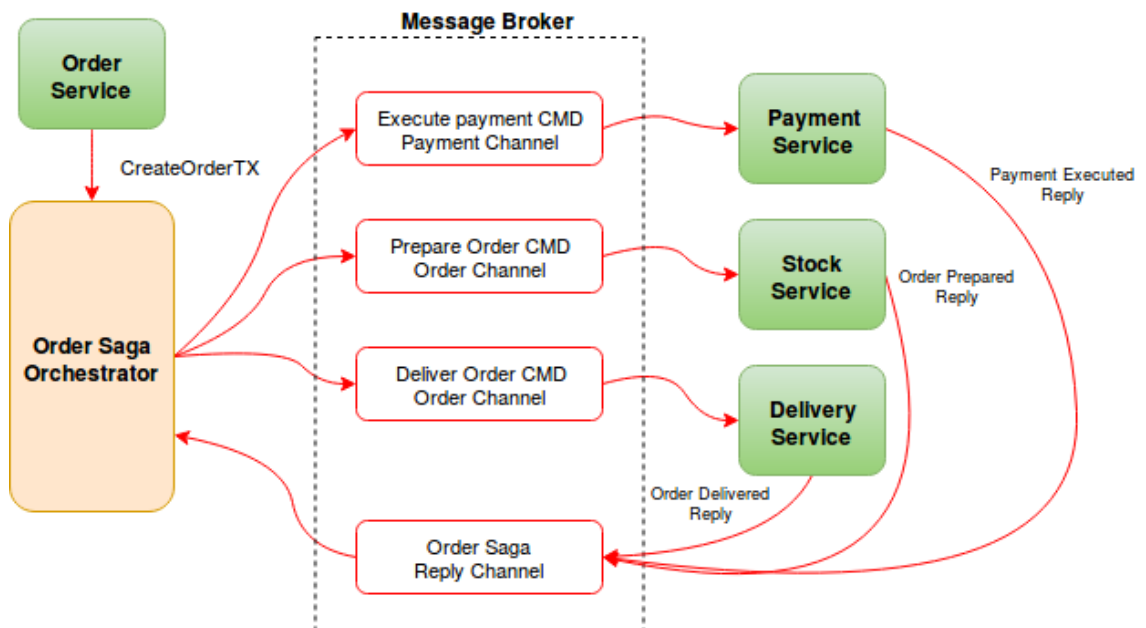 Message Broker
Order
Service
CreateOrderTX
Order Saga
Orchestrator
Execute payment CMD
Payment Channel
Prepare Order CMD
Order Channel
Deliver Order CMD
Order Channel
Order Saga
Reply Channel
Payment
Service
Stock
Service
Delivery
Service
Payment Executed
Reply
Order Prepared
Reply
Order Delivered
Reply